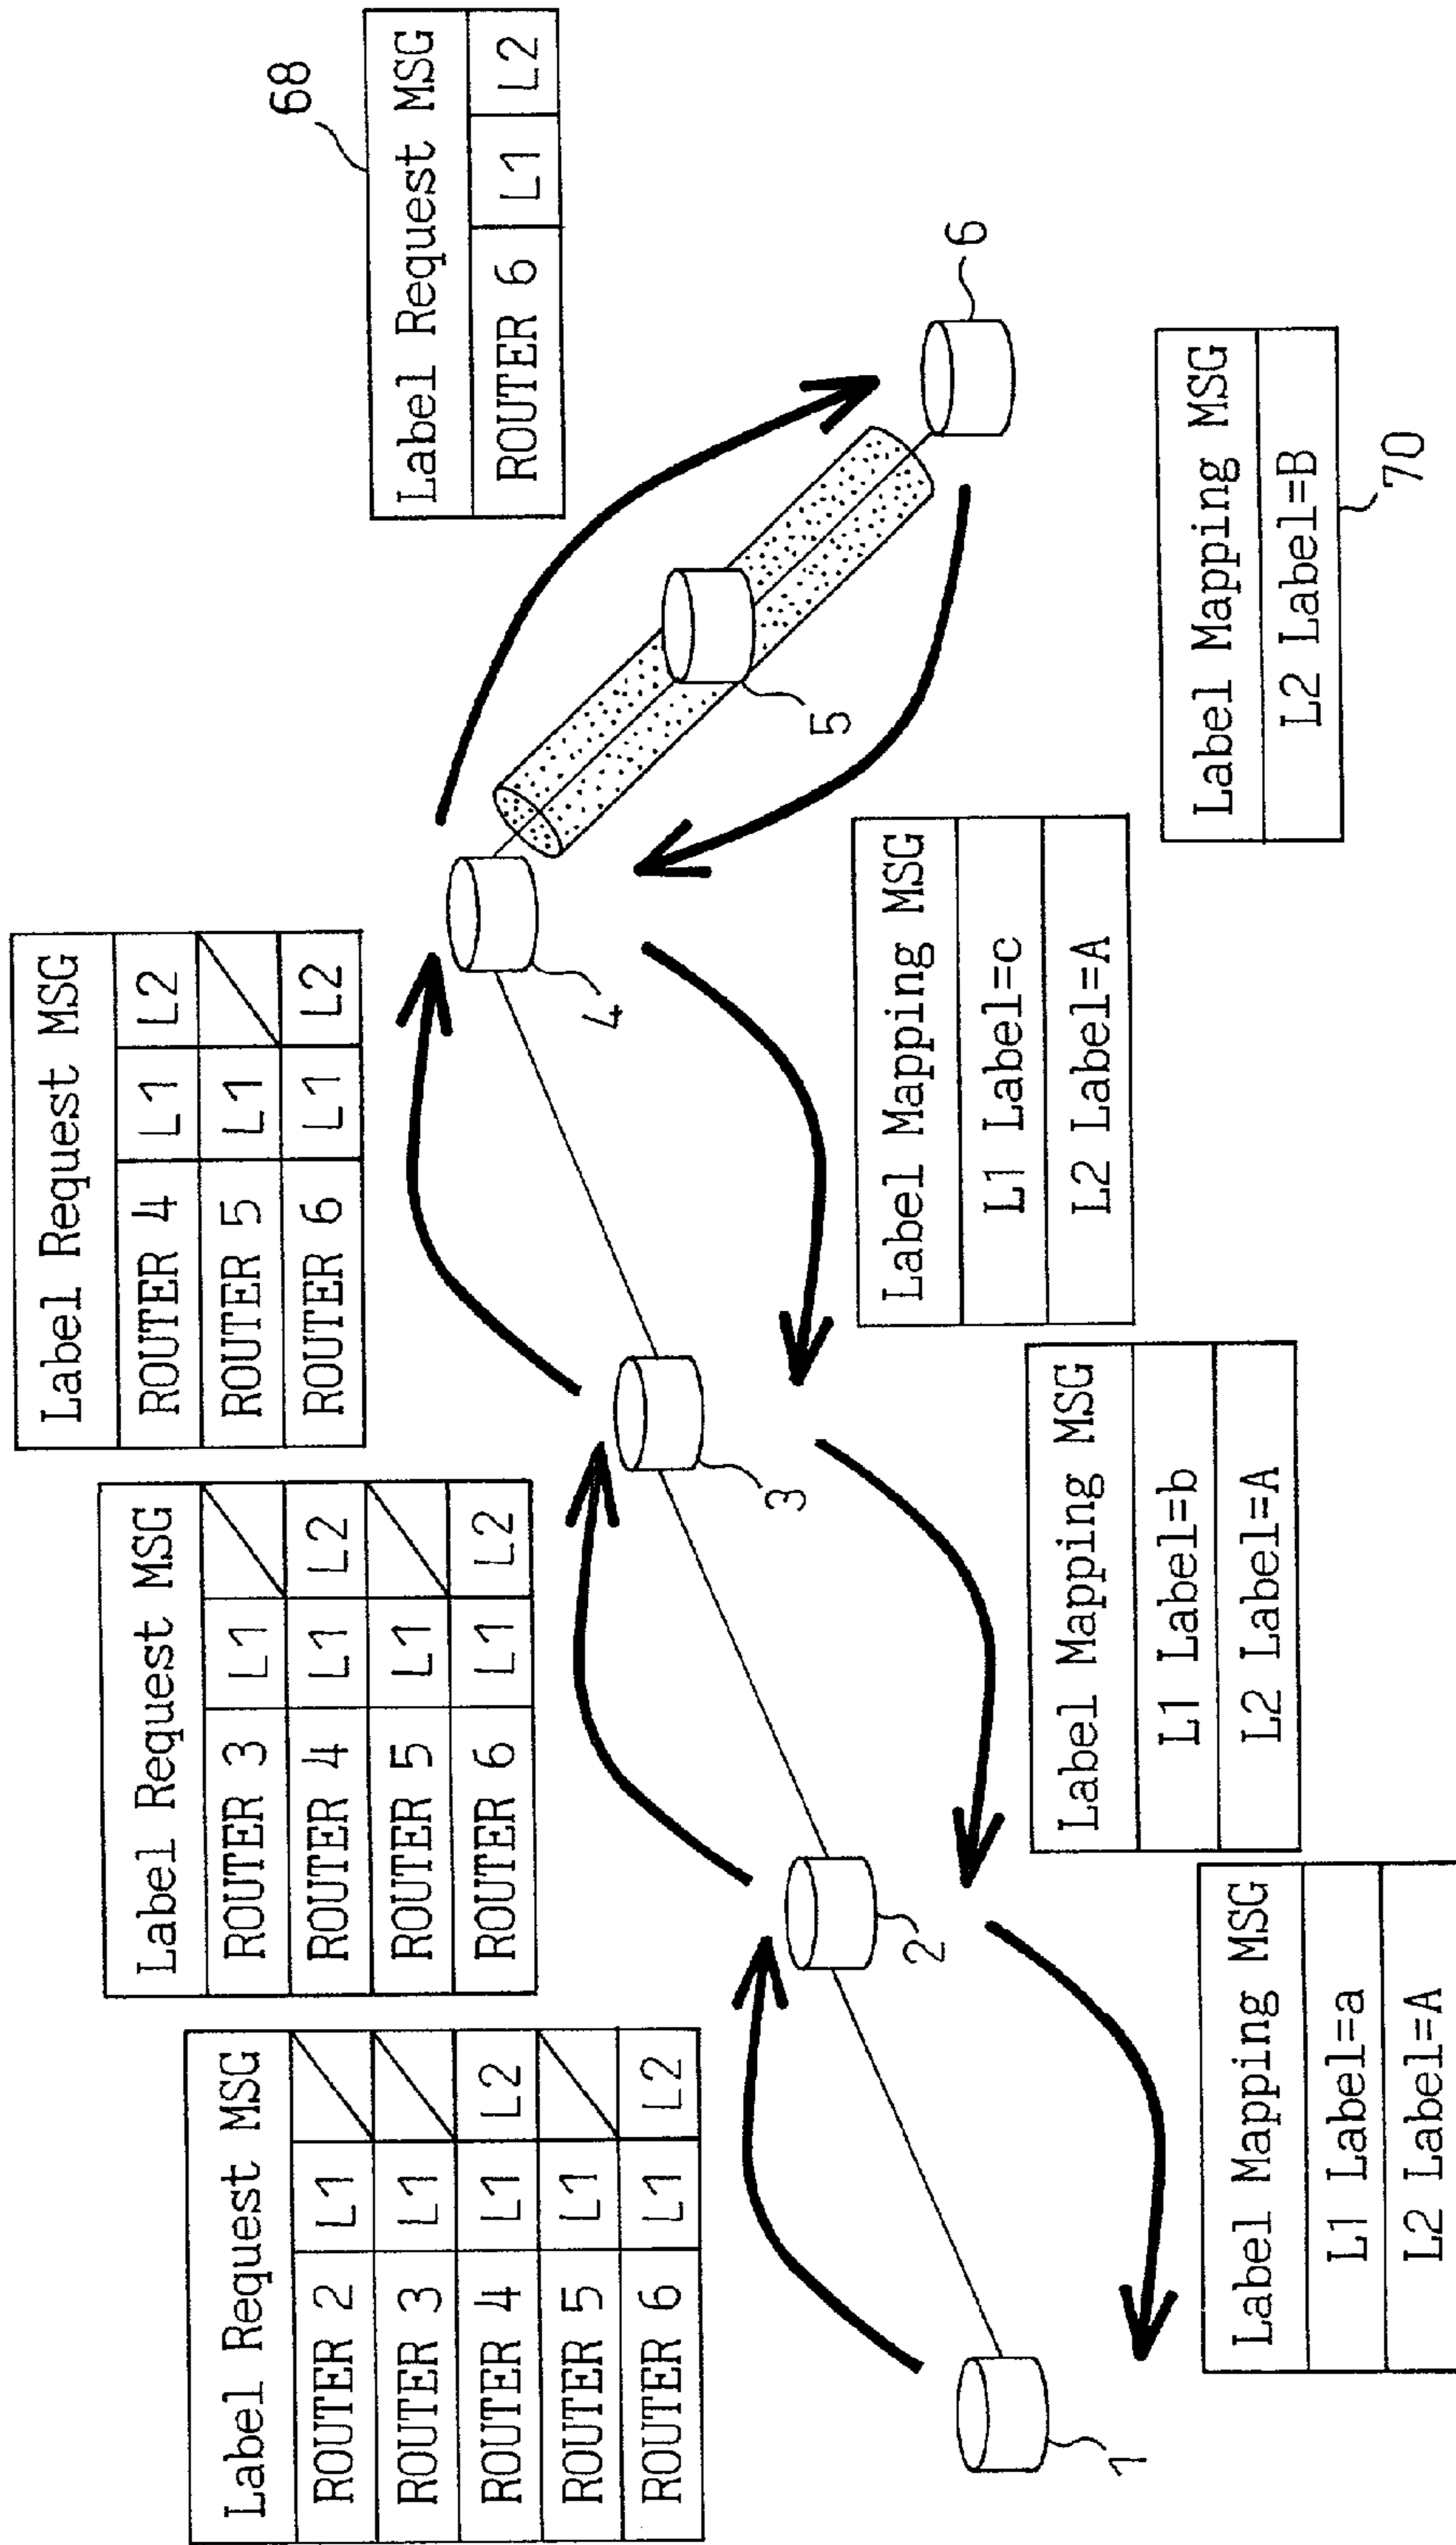 Label Request MSG
ROUTER 2 L1
ROUTER 3 L1
ROUTER 4 L1 L2
ROUTER 5 L1
ROUTER 6 L1 L2
Label Request MSG
ROUTER 3 L1
ROUTER 4 L1 L2
ROUTER 5 L1
ROUTER 6 L1 L2
Label Request MSG
ROUTER 4 L1 L2
ROUTER 5 L1
ROUTER 6 L1 L2
68
Label Request MSG
ROUTER 6 L1 L2
1
2
3
4
5
6
Label Mapping MSG
L1 Label=a
L2 Label=A
Label Mapping MSG
L1 Label=b
L2 Label=A
Label Mapping MSG
L1 Label=c
L2 Label=A
Label Mapping MSG
L2 Label=B
70